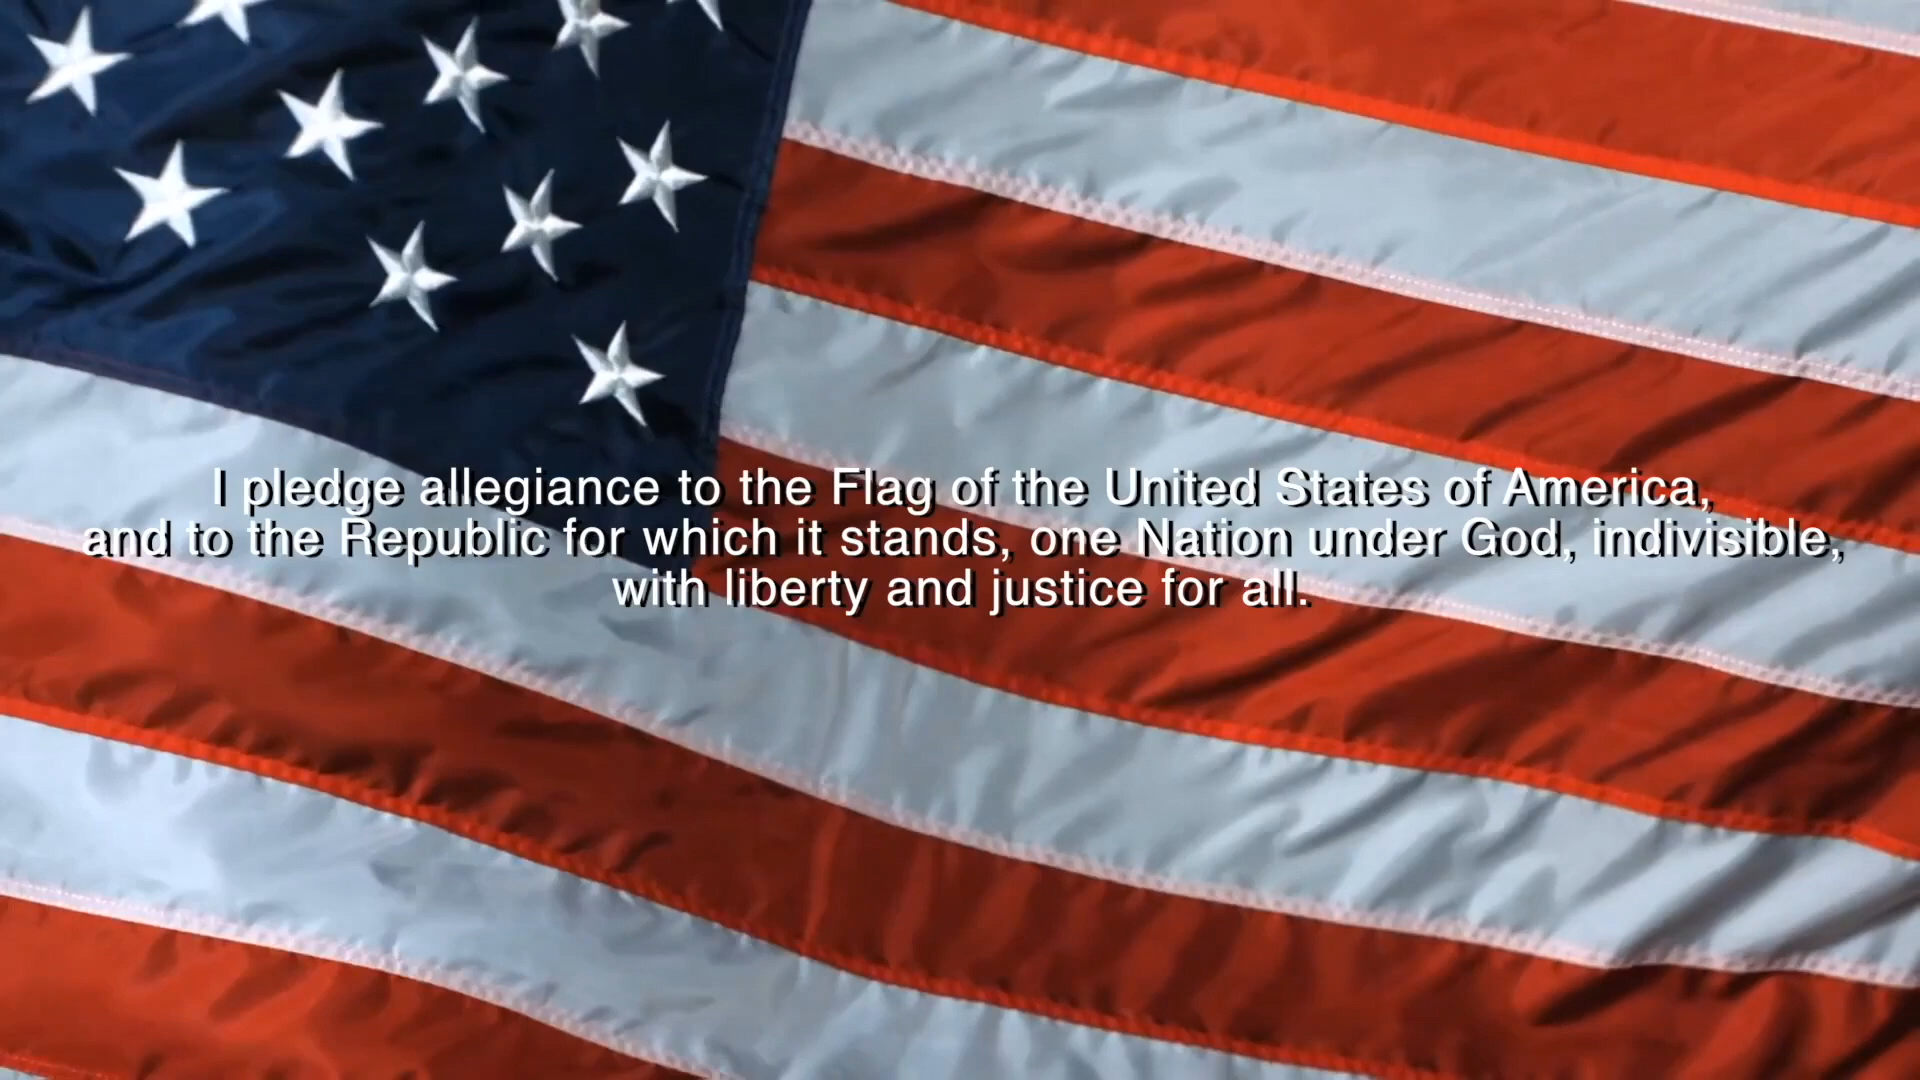 I pledge allegiance to the Flag of the United States of America,
and to the Republic for which it stands, one Nation under God, indivisible,
with liberty and justice for all.